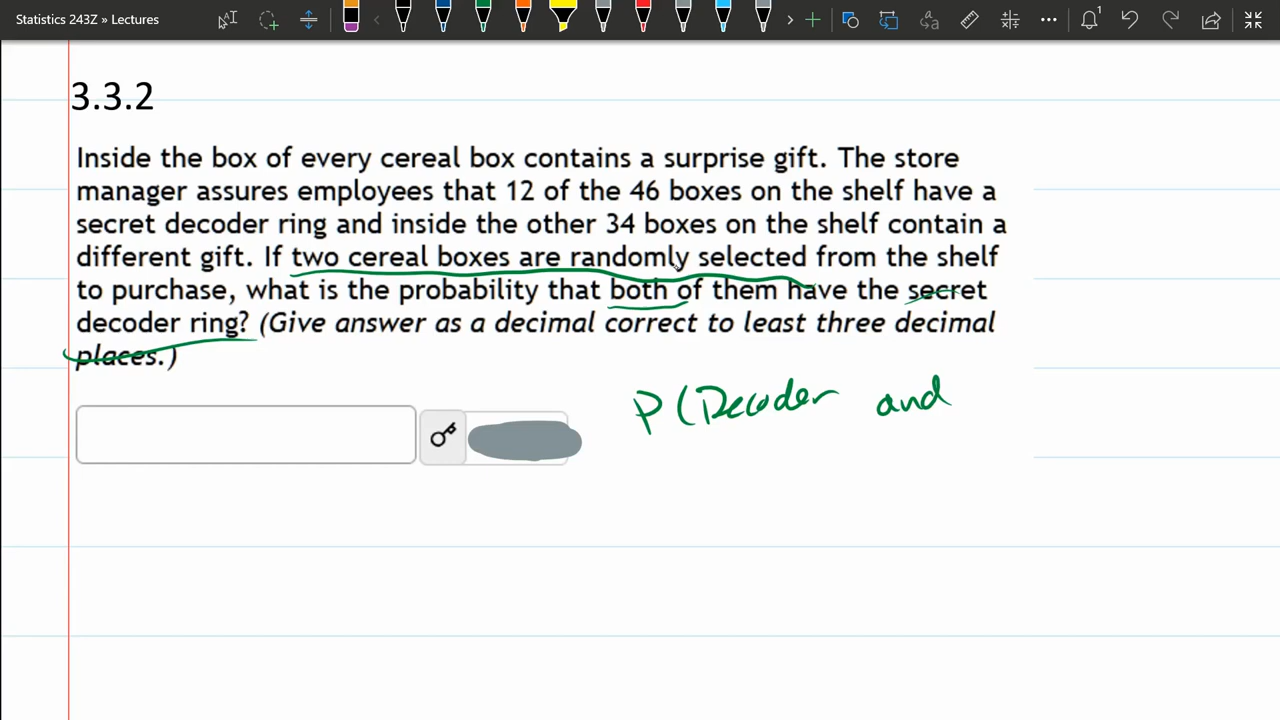 Statistics 243Z » Lectures
1
3.3.2
Inside the box of every cereal box contains a surprise gift. The store
manager assures employees that 12 of the 46 boxes on the shelf have a
secret decoder ring and inside the other 34 boxes on the shelf contain a
different gift. If two cereal boxes are randomly selected from the shelf
to purchase, what is the probability that both of them have the secret
decoder ring? (Give answer as a decimal correct to least three decimal
places.)
P(Decoder and